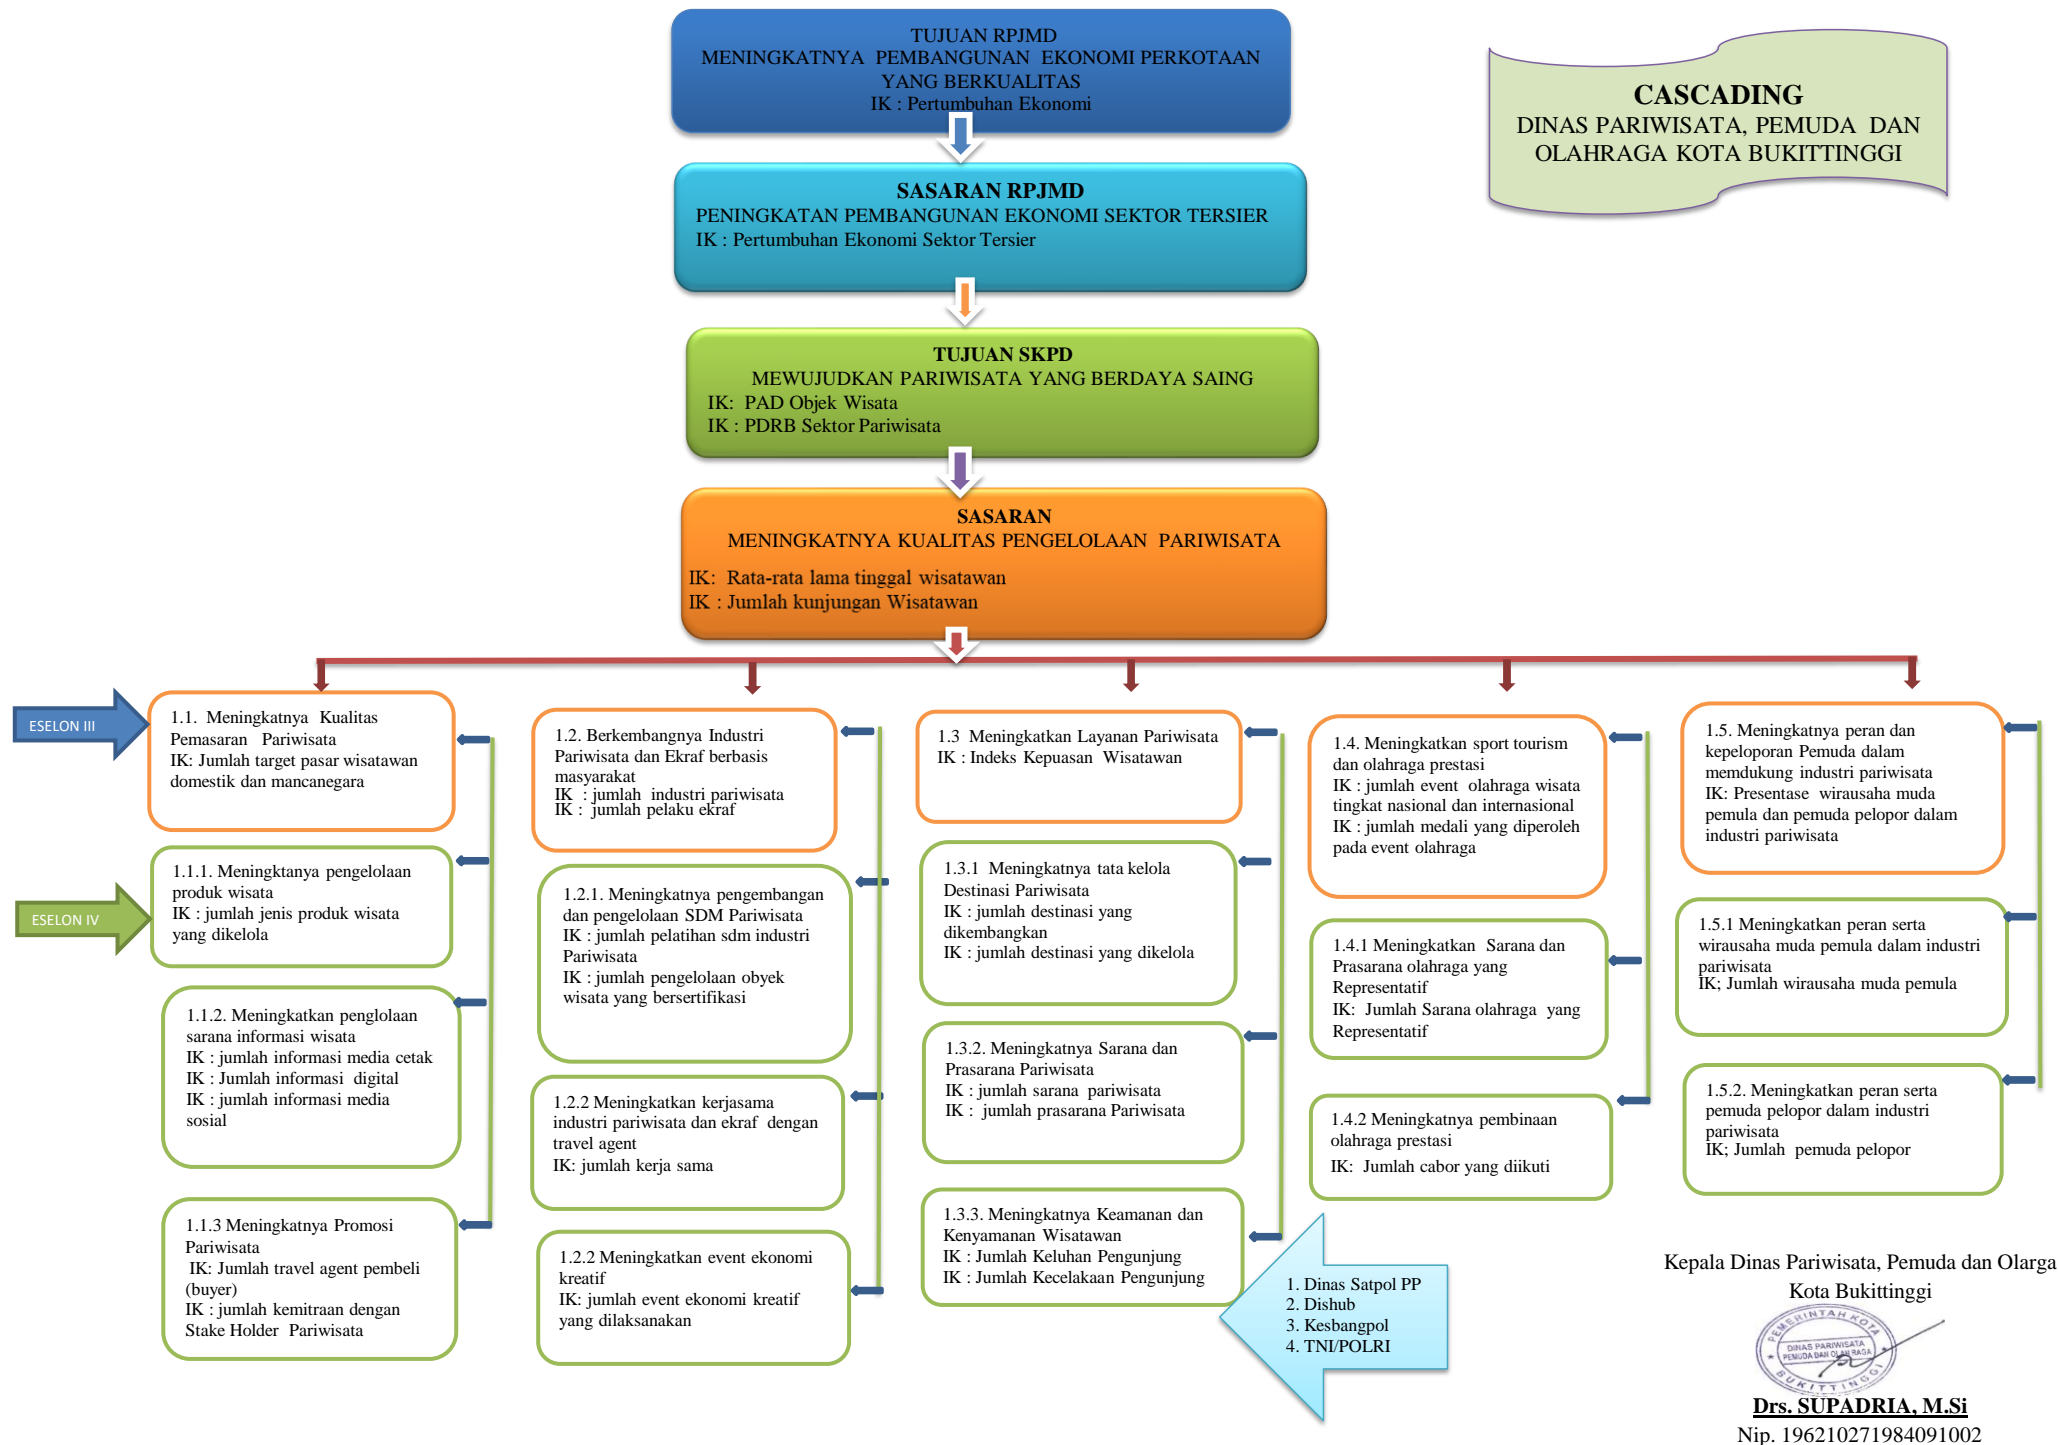 TUJUAN RPJMD
MENINGKATNYA PEMBANGUNAN EKONOMI PERKOTAAN
YANG BERKUALITAS
IK : Pertumbuhan Ekonomi
CASCADING
DINAS PARIWISATA, PEMUDA DAN
OLAHRAGA KOTA BUKITTINGGI
SASARAN RPJMD
PENINGKATAN PEMBANGUNAN EKONOMI SEKTOR TERSIER
IK : Pertumbuhan Ekonomi Sektor Tersier
TUJUAN SKPD
MEWUJUDKAN PARIWISATA YANG BERDAYA SAING
IK: PAD Objek Wisata
IK : PDRB Sektor Pariwisata
SASARAN
MENINGKATNYA KUALITAS PENGELOLAAN PARIWISATA
IK: Rata-rata lama tinggal wisatawan
IK : Jumlah kunjungan Wisatawan
ESELON III
1.1. Meningkatnya Kualitas
Pemasaran Pariwisata
IK: Jumlah target pasar wisatawan
domestik dan mancanegara
ESELON IV
1.1.1. Meningktanya pengelolaan
produk wisata
IK : jumlah jenis produk wisata
yang dikelola
1.1.2. Meningkatkan penglolaan
sarana informasi wisata
IK : jumlah informasi media cetak
IK : Jumlah informasi digital
IK : jumlah informasi media
sosial
1.1.3 Meningkatnya Promosi
Pariwisata
IK: Jumlah travel agent pembeli
(buyer)
IK : jumlah kemitraan dengan
Stake Holder Pariwisata
1.2. Berkembangnya Industri
Pariwisata dan Ekraf berbasis
masyarakat
IK : jumlah industri pariwisata
IK : jumlah pelaku ekraf
1.2.1. Meningkatnya pengembangan
dan pengelolaan SDM Pariwisata
IK : jumlah pelatihan sdm industri
Pariwisata
IK : jumlah pengelolaan obyek
wisata yang bersertifikasi
1.2.2 Meningkatkan kerjasama
industri pariwisata dan ekraf dengan
travel agent
IK: jumlah kerja sama
1.2.2 Meningkatkan event ekonomi
kreatif
IK: jumlah event ekonomi kreatif
yang dilaksanakan
1.3 Meningkatkan Layanan Pariwisata
IK : Indeks Kepuasan Wisatawan
1.3.1 Meningkatnya tata kelola
Destinasi Pariwisata
IK : jumlah destinasi yang
dikembangkan
IK : jumlah destinasi yang dikelola
1.3.2. Meningkatnya Sarana dan
Prasarana Pariwisata
IK : jumlah sarana pariwisata
IK : jumlah prasarana Pariwisata
1.3.3. Meningkatnya Keamanan dan
Kenyamanan Wisatawan
IK : Jumlah Keluhan Pengunjung
IK : Jumlah Kecelakaan Pengunjung
1. Dinas Satpol PP
2. Dishub
3. Kesbangpol
4. TNI/POLRI
1.4. Meningkatkan sport tourism
dan olahraga prestasi
IK : jumlah event olahraga wisata
tingkat nasional dan internasional
IK : jumlah medali yang diperoleh
pada event olahraga
1.4.1 Meningkatkan Sarana dan
Prasarana olahraga yang
Representatif
IK: Jumlah Sarana olahraga yang
Representatif
1.4.2 Meningkatnya pembinaan
olahraga prestasi
IK: Jumlah cabor yang diikuti
1.5. Meningkatnya peran dan
kepeloporan Pemuda dalam
memdukung industri pariwisata
IK: Presentase wirausaha muda
pemula dan pemuda pelopor dalam
industri pariwisata
1.5.1 Meningkatkan peran serta
wirausaha muda pemula dalam industri
pariwisata
IK; Jumlah wirausaha muda pemula
1.5.2. Meningkatkan peran serta
pemuda pelopor dalam industri
pariwisata
IK; Jumlah pemuda pelopor
Kepala Dinas Pariwisata, Pemuda dan Olarga
Kota Bukittinggi
PEMERINTAH KOTA
DINAS PARIWISATA
PEMUDA DAN OLAH RAGA
BUKITTINGGI
Drs. SUPADRIA, M.Si
Nip. 196210271984091002